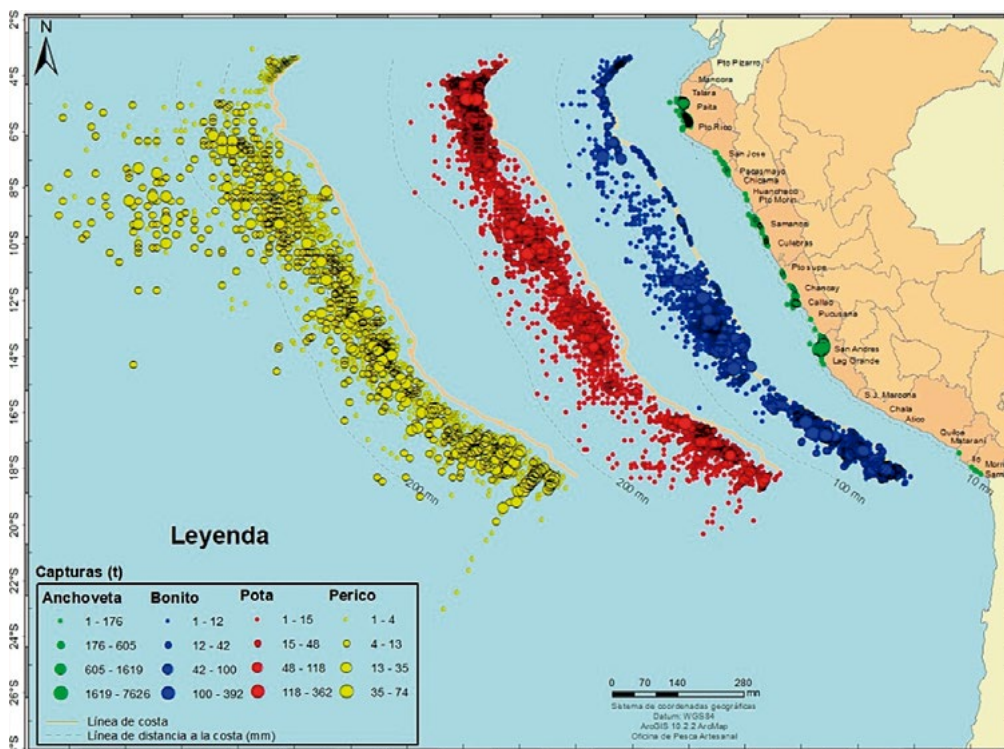 2°S
4°S
6°S
8°S
10°S
12°S
14°S
16°S
18°S
20°S
22°S
24°S
26°S
N
Pto Pizarro
Mancora
Talara
Paita
Pto Rico
San Jose
Pacasmayo
Chicama
Huanchaco
Pto Morin
Samanco
Culebras
Pto supe
Chancay
Callao
Pucusana
San Andres
Lag Grande
S.J. Marcona
Chala
Atico
Quilca
Matarani
Ilo
Morro
Sama
200 mn
200 mn
100 mn
10 mn
Leyenda
Capturas (t)
Anchoveta Bonito Pota Perico
1 - 176 1 - 12 1 - 15 1 - 4
176 - 605 12 - 42 15 - 48 4 - 13
605 - 1619 42 - 100 48 - 118 13 - 35
1619 - 7626 100 - 392 118 - 362 35 - 74
Línea de costa
Línea de distancia a la costa (mm)
0 70 140 280
mn
Sistema de coordenadas geográficas
Datum: WGS84
ArcGIS 10.2.2 ArcMap
Oficina de Pesca Artesanal